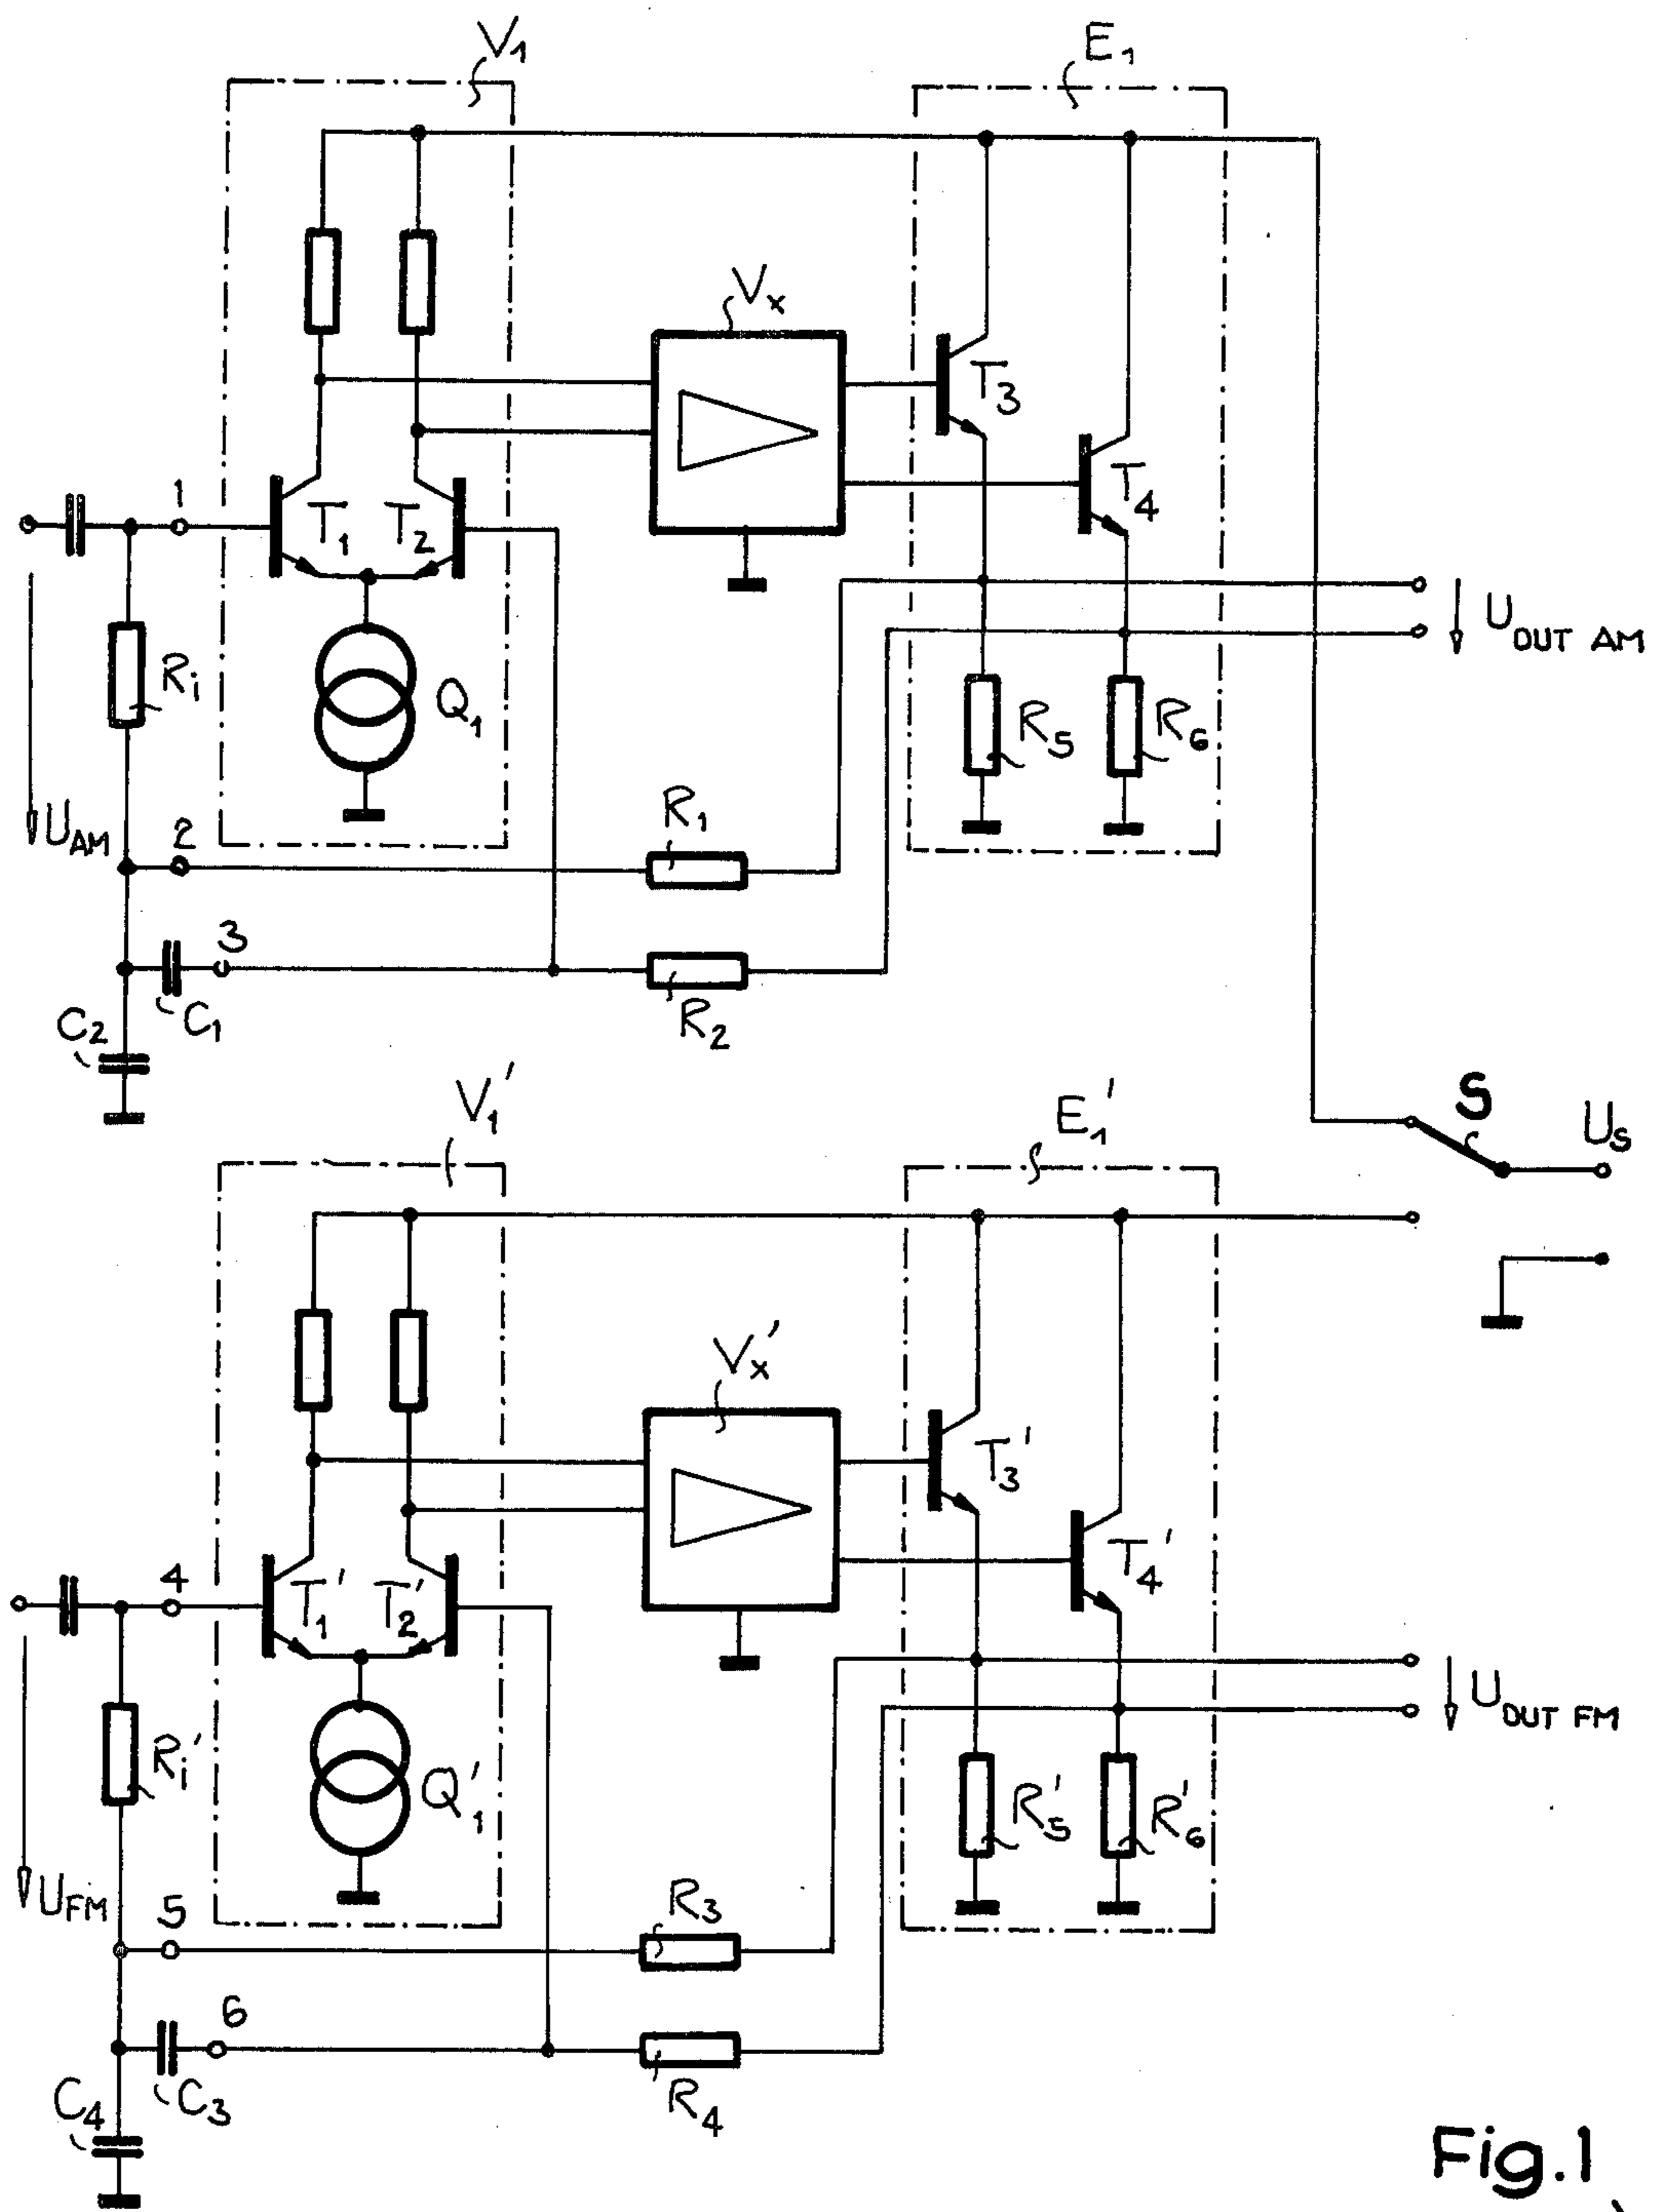 V1
E1
Vx
T3
T4
1
T1
T2
Ri
Q1
R5
R6
UOUT AM
UAM
2
R1
3
C1
R2
C2
V1'
E1'
S
US
Vx'
T3'
T4'
4
T1'
T2'
Ri'
Q1'
R5'
R6'
UOUT FM
UFM
5
R3
6
C3
R4
C4
Fig.1